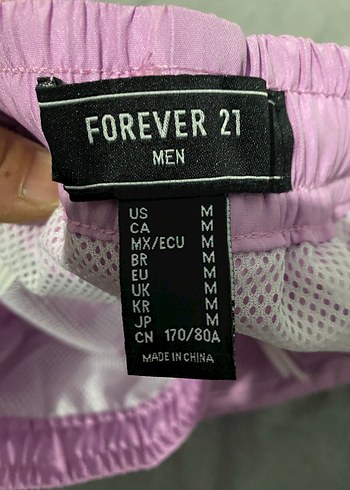 FOREVER 21
MEN
US M
CA M
MX/ECU M
BR M
EU M
UK M
KR M
JP M
CN 170/80A
MADE IN CHINA